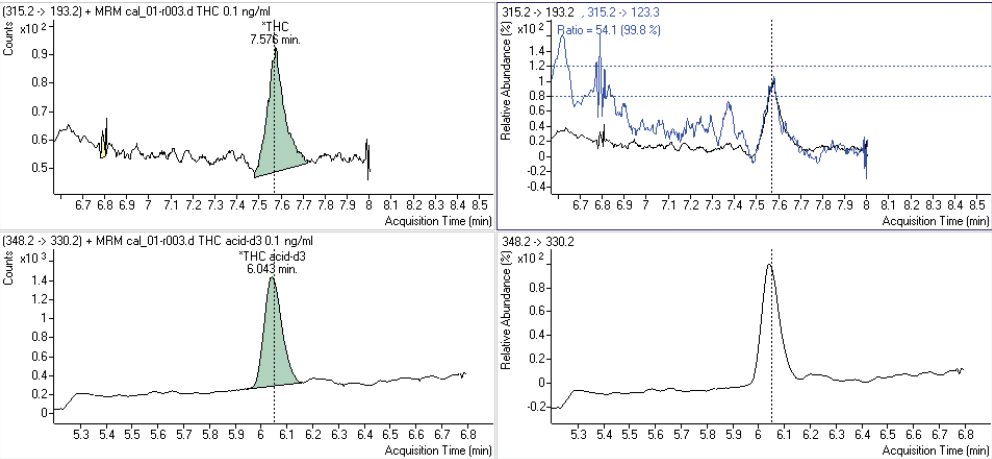 (315.2 -> 193.2) + MRM cal_01-r003.d THC 0.1 ng/ml
Counts
x10²
*THC
7.576 min.
0.9
0.8
0.7
0.6
0.5
6.7 6.8 6.9 7 7.1 7.2 7.3 7.4 7.5 7.6 7.7 7.8 7.9 8 8.1 8.2 8.3 8.4 8.5
Acquisition Time (min)
315.2 -> 193.2 , 315.2 -> 123.3
Relative Abundance (%)
x10²
Ratio = 54.1 (99.8 %)
1.4
1.2
1
0.8
0.6
0.4
0.2
0
-0.2
-0.4
6.7 6.8 6.9 7 7.1 7.2 7.3 7.4 7.5 7.6 7.7 7.8 7.9 8 8.1 8.2 8.3 8.4 8.5
Acquisition Time (min)
(348.2 -> 330.2) + MRM cal_01-r003.d THC acid-d3 0.1 ng/ml
Counts
x10³
*THC acid-d3
6.043 min.
1.4
1.2
1
0.8
0.6
0.4
0.2
0
5.3 5.4 5.5 5.6 5.7 5.8 5.9 6 6.1 6.2 6.3 6.4 6.5 6.6 6.7 6.8
Acquisition Time (min)
348.2 -> 330.2
Relative Abundance (%)
x10²
1
0.8
0.6
0.4
0.2
0
-0.2
5.3 5.4 5.5 5.6 5.7 5.8 5.9 6 6.1 6.2 6.3 6.4 6.5 6.6 6.7 6.8
Acquisition Time (min)